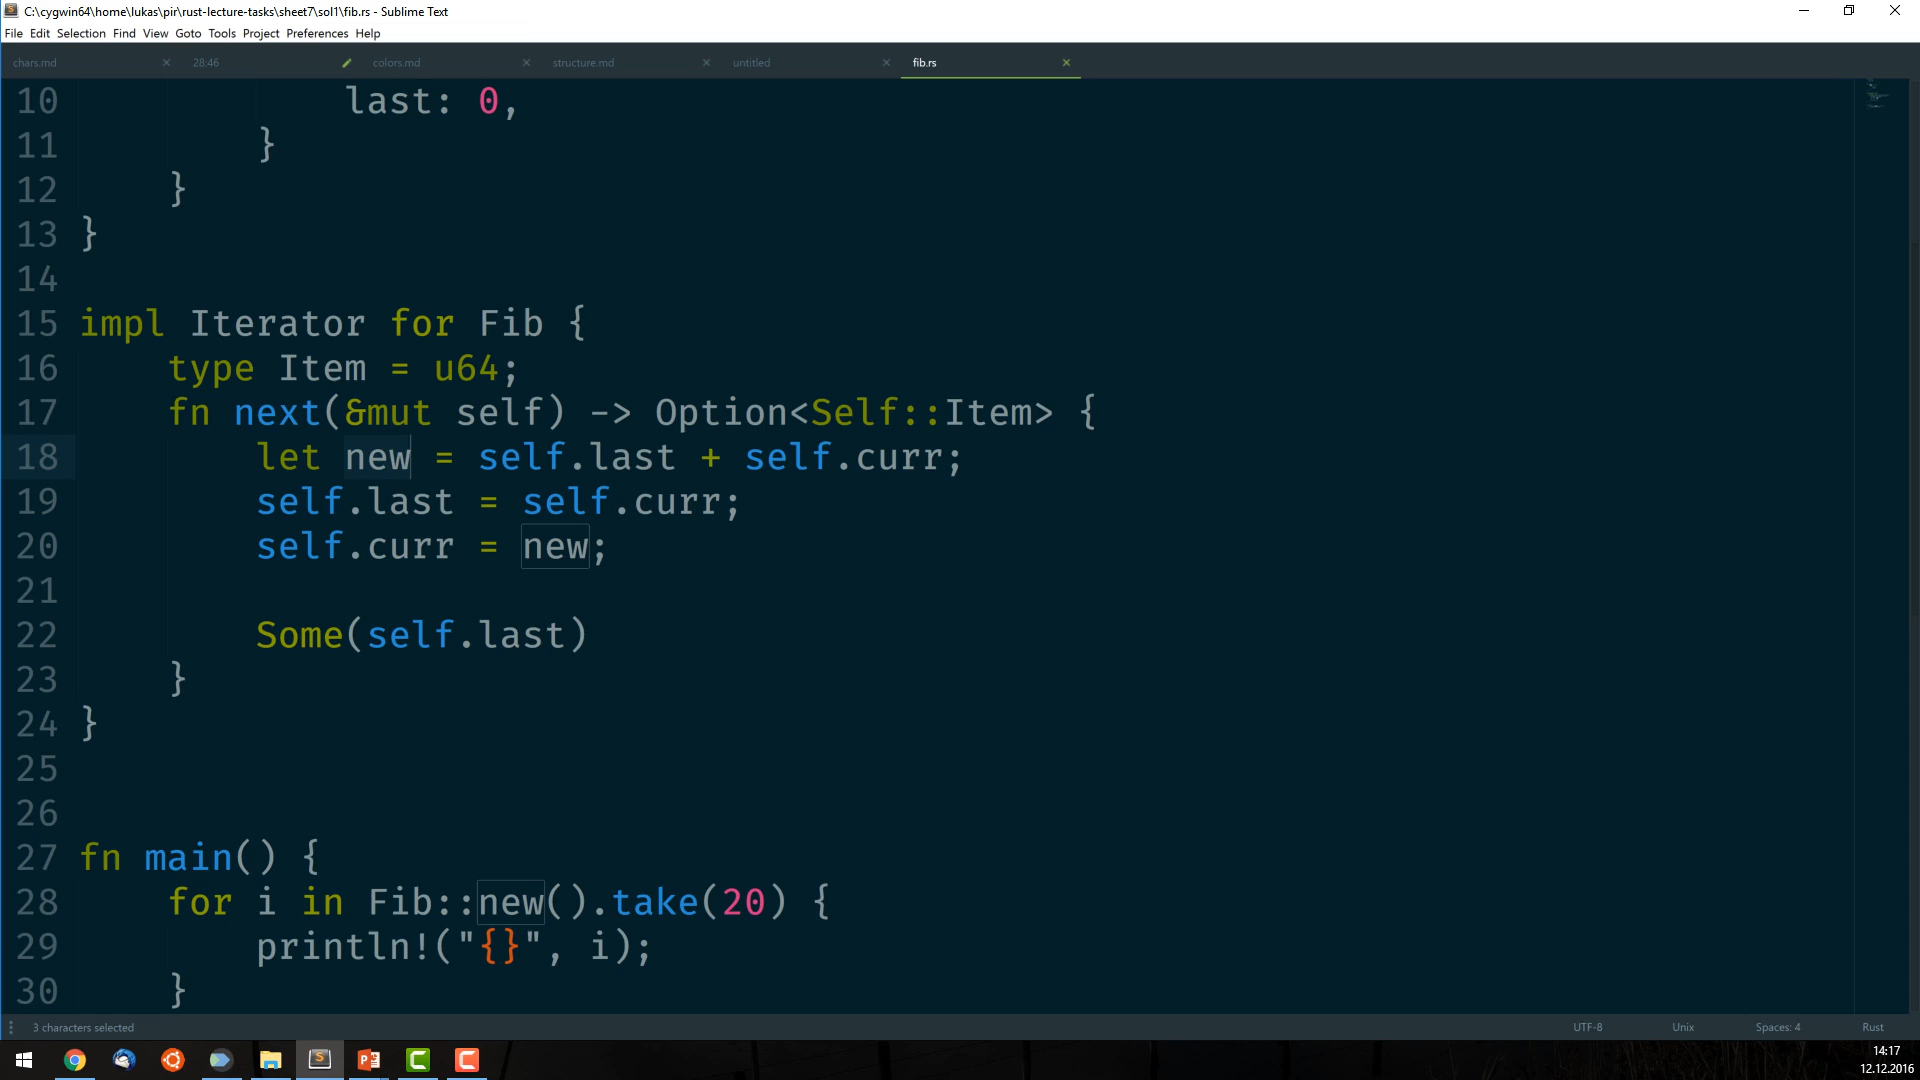 C:\cygwin64\home\lukas\pir\rust-lecture-tasks\sheet7\sol1\fib.rs - Sublime Text
File Edit Selection Find View Goto Tools Project Preferences Help
chars.md 28:46 colors.md structure.md untitled fib.rs
10 last: 0,
11 }
12 }
13 }
14
15 impl Iterator for Fib {
16 type Item = u64;
17 fn next(&mut self) -> Option<Self::Item> {
18 let new = self.last + self.curr;
19 self.last = self.curr;
20 self.curr = new;
21
22 Some(self.last)
23 }
24 }
25
26
27 fn main() {
28 for i in Fib::new().take(20) {
29 println!("{}", i);
30 }
3 characters selected UTF-8 Unix Spaces: 4 Rust
14:17
12.12.2016